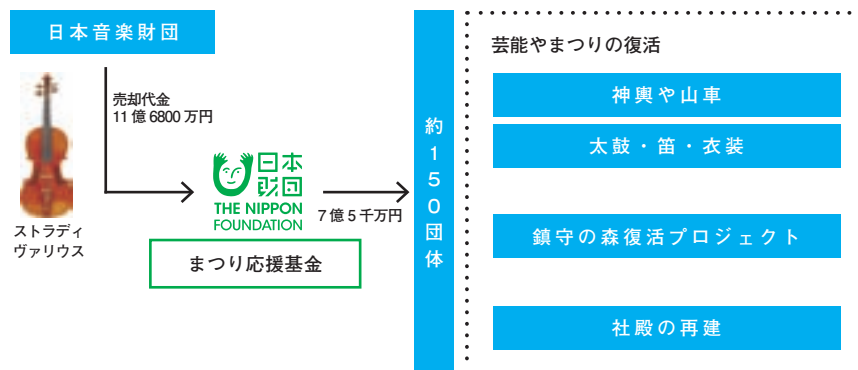 日本音楽財団
売却代金
11億6800万円
ストラディ
ヴァリウス
日本
財団
THE NIPPON
FOUNDATION
まつり応援基金
7億5千万円
約150団体
芸能やまつりの復活
神輿や山車
太鼓・笛・衣装
鎮守の森復活プロジェクト
社殿の再建